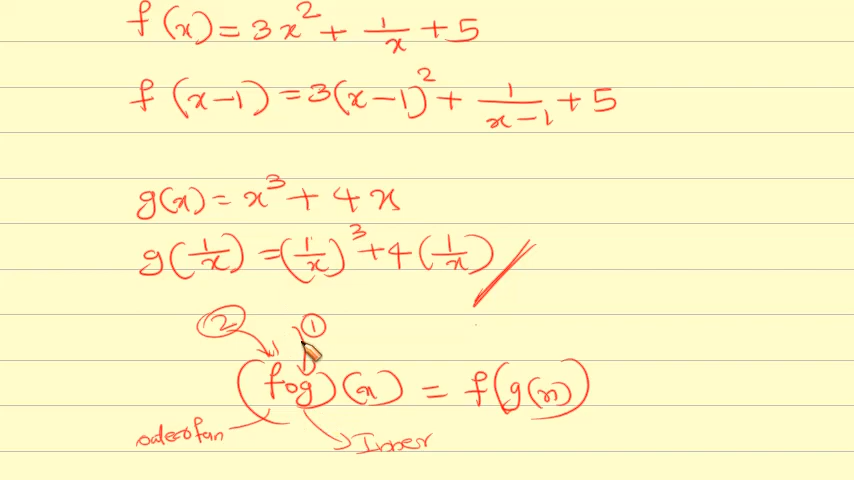 f(x) = 3x² + 1/x + 5
f(x-1) = 3(x-1)² + 1/(x-1) + 5
g(x) = x³ + 4x
g(1/x) = (1/x)³ + 4(1/x)
② ①
(fog)(x) = f(g(x))
Inner